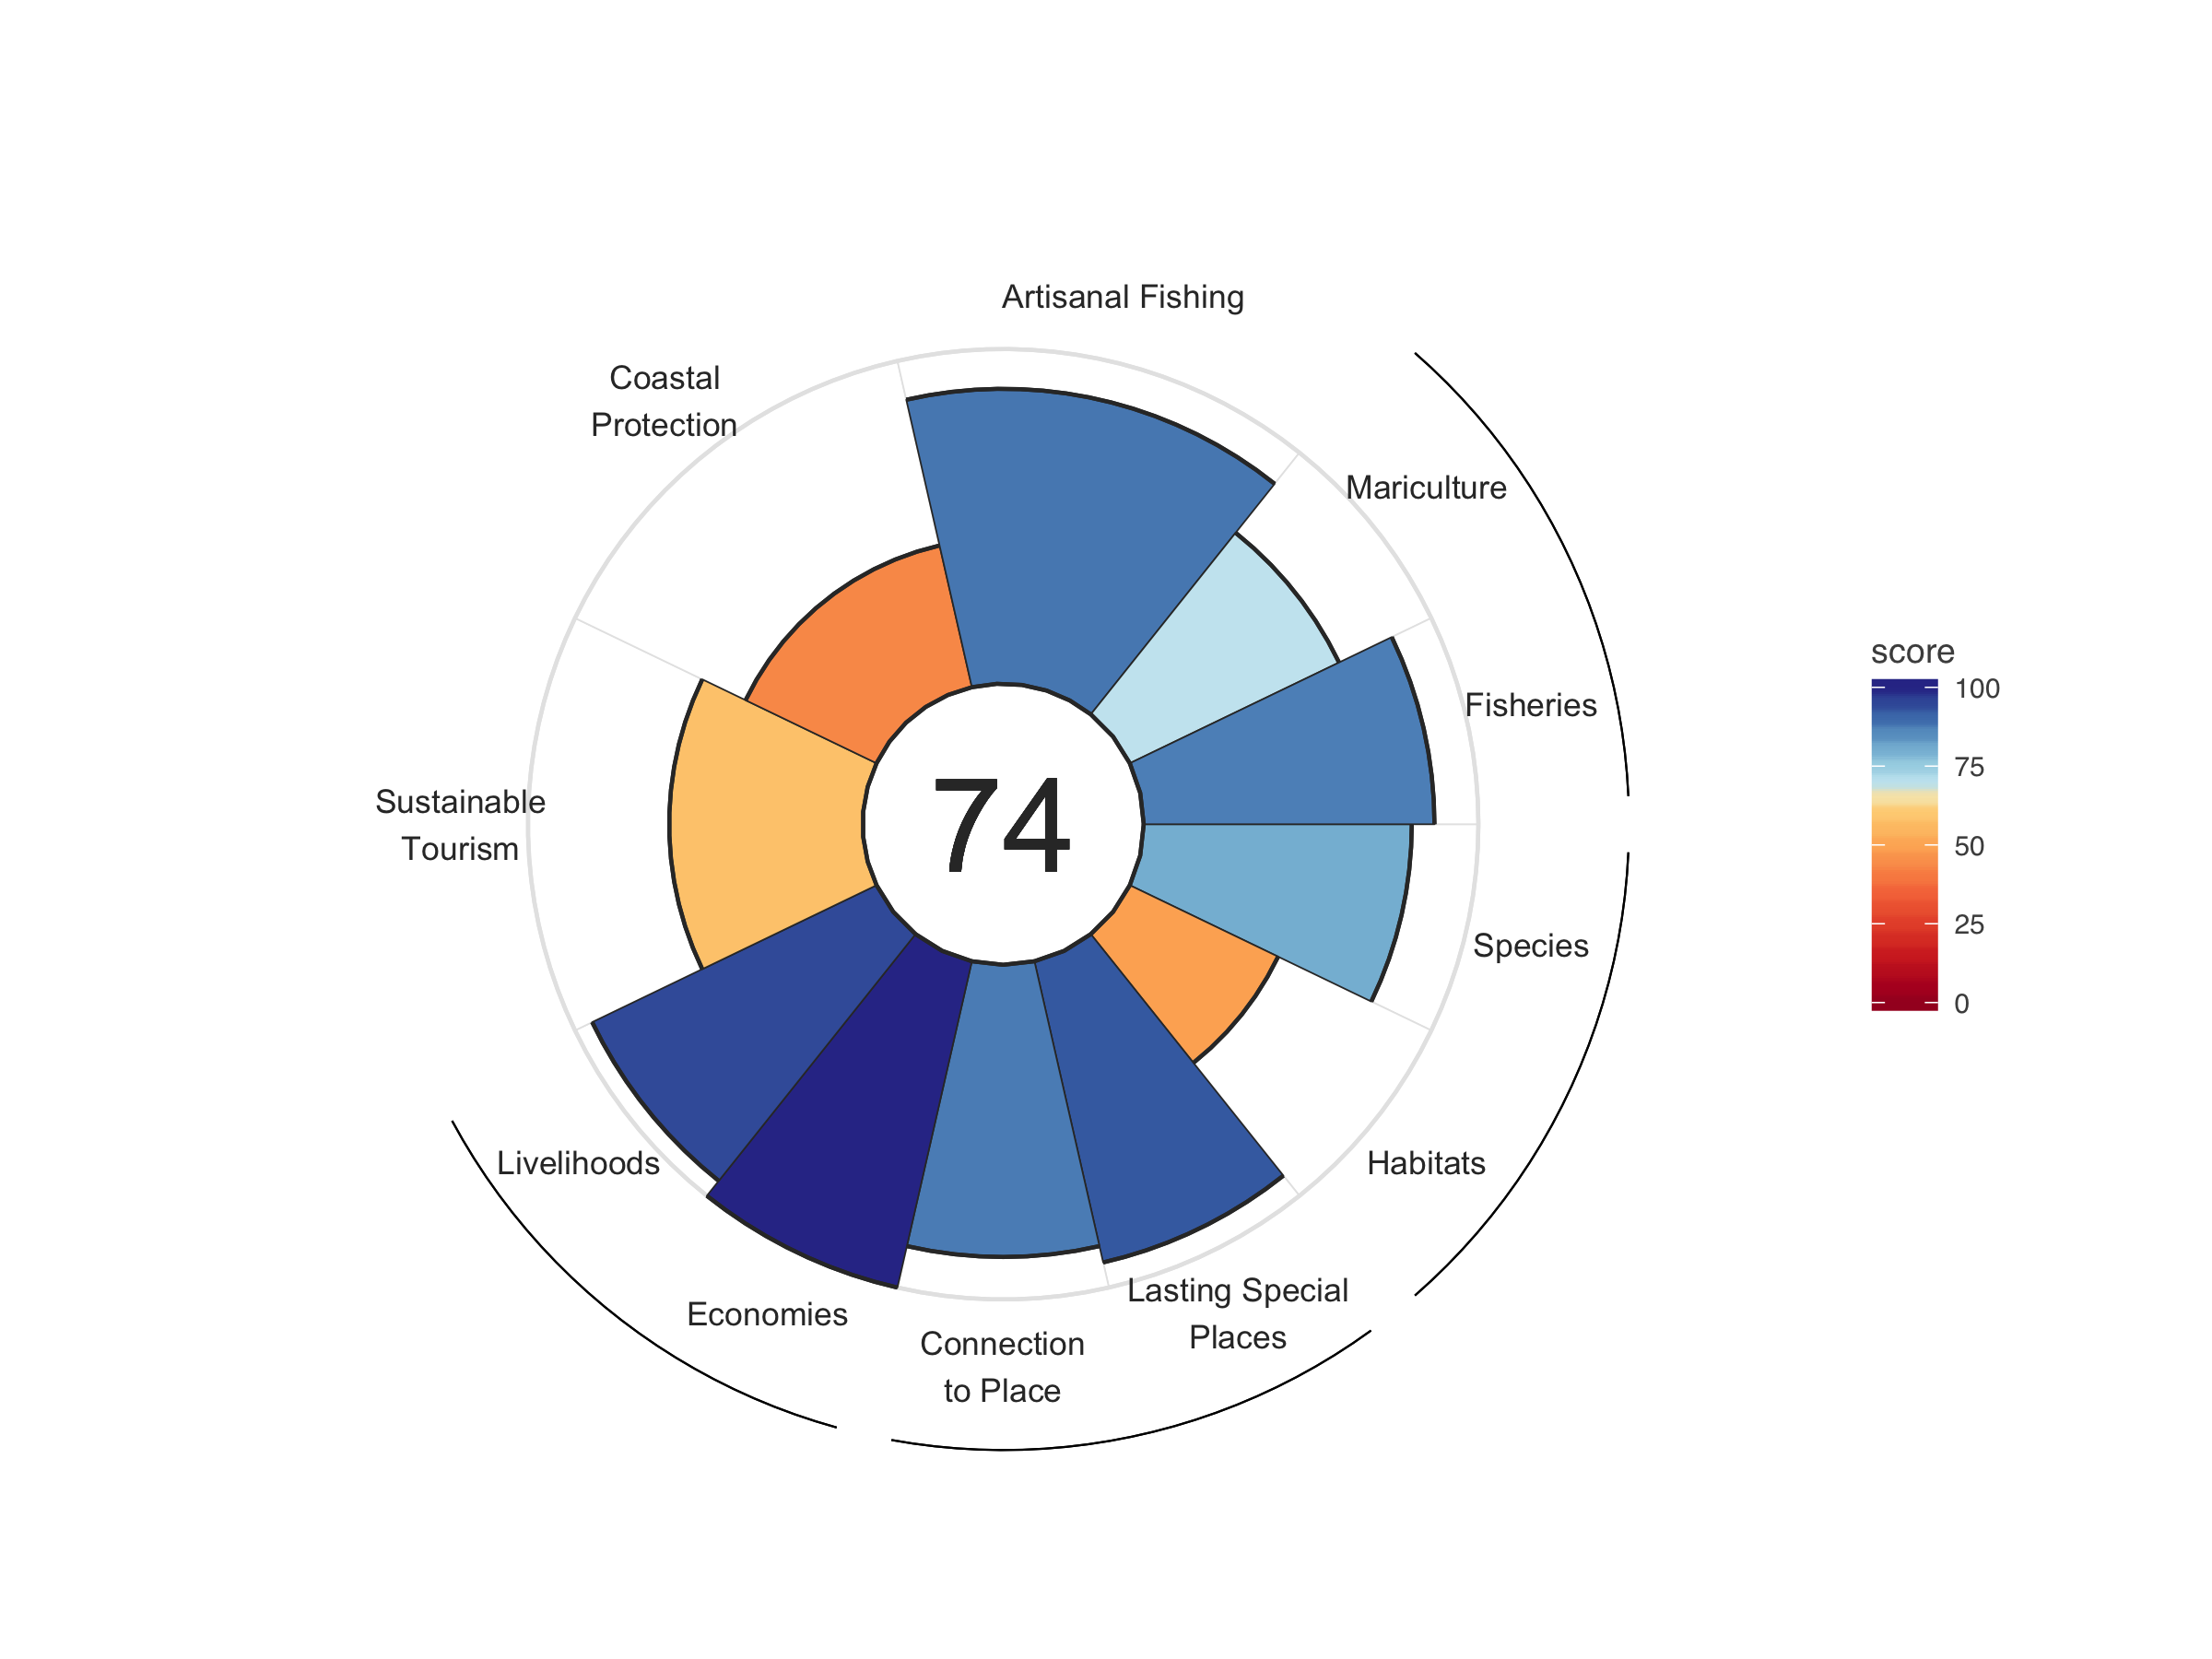 Artisanal Fishing
Coastal
Protection
Mariculture
Fisheries
score
100
75
50
25
0
74
Sustainable
Tourism
Species
Livelihoods
Habitats
Economies
Lasting Special
Places
Connection
to Place